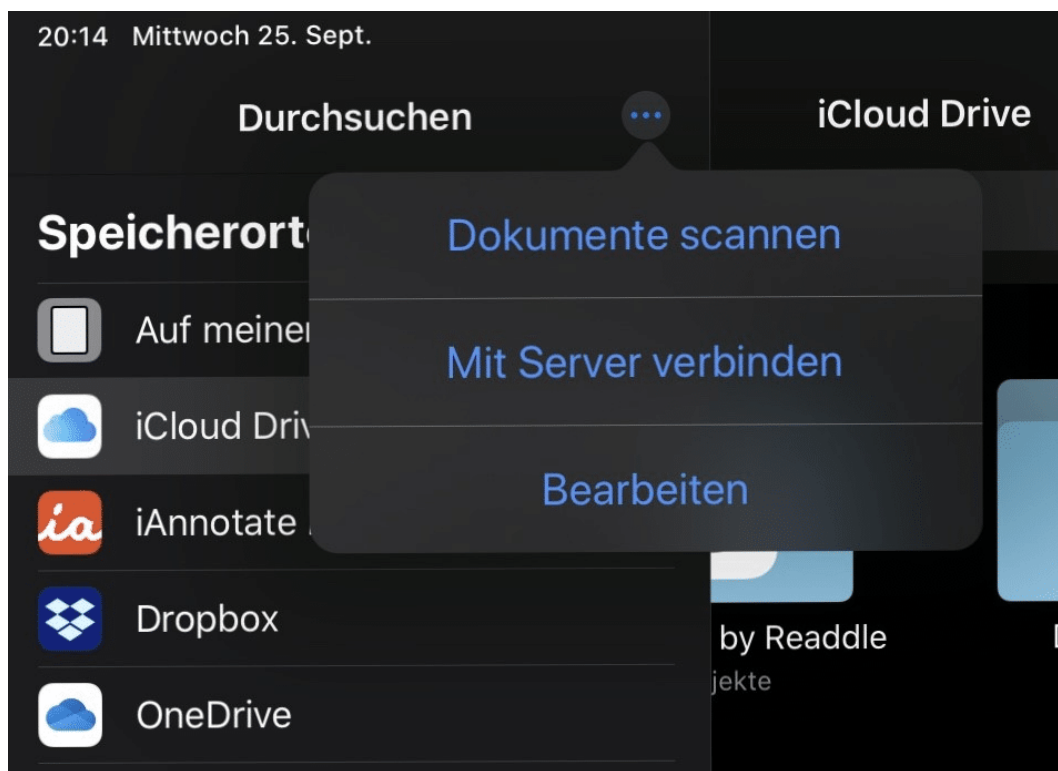 20:14 Mittwoch 25. Sept.
Durchsuchen
iCloud Drive
Speicherorte
Dokumente scannen
Auf meinem
Mit Server verbinden
iCloud Driv
Bearbeiten
iAnnotate
Dropbox
by Readdle
jekte
OneDrive